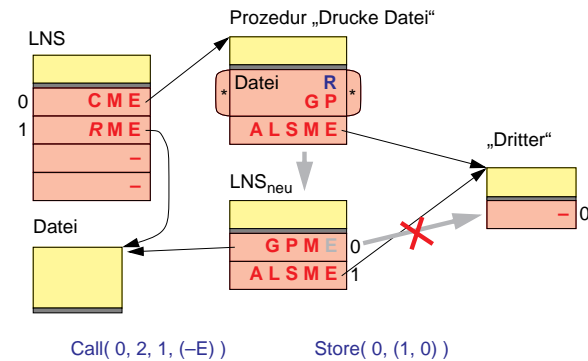 Prozedur „Drucke Datei“
LNS
Datei R
* G P *
0 C M E
1 R M E
A L S M E
–
–
„Dritter“
LNSneu
– 0
Datei
G P M E 0
A L S M E 1
Call( 0, 2, 1, (–E) )
Store( 0, (1, 0) )